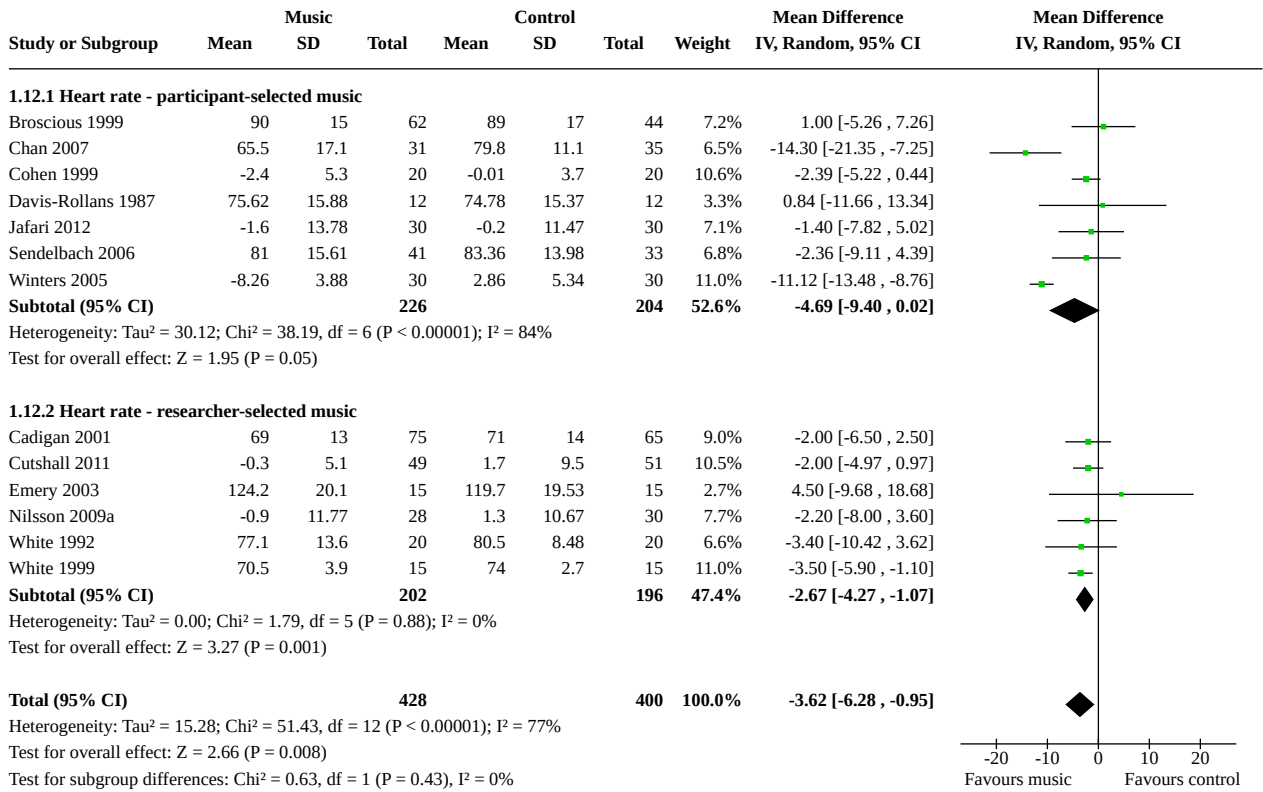 Music Control Mean Difference Mean Difference
Study or Subgroup Mean SD Total Mean SD Total Weight IV, Random, 95% CI IV, Random, 95% CI
1.12.1 Heart rate - participant-selected music
Broscious 1999 90 15 62 89 17 44 7.2% 1.00 [-5.26 , 7.26]
Chan 2007 65.5 17.1 31 79.8 11.1 35 6.5% -14.30 [-21.35 , -7.25]
Cohen 1999 -2.4 5.3 20 -0.01 3.7 20 10.6% -2.39 [-5.22 , 0.44]
Davis-Rollans 1987 75.62 15.88 12 74.78 15.37 12 3.3% 0.84 [-11.66 , 13.34]
Jafari 2012 -1.6 13.78 30 -0.2 11.47 30 7.1% -1.40 [-7.82 , 5.02]
Sendelbach 2006 81 15.61 41 83.36 13.98 33 6.8% -2.36 [-9.11 , 4.39]
Winters 2005 -8.26 3.88 30 2.86 5.34 30 11.0% -11.12 [-13.48 , -8.76]
Subtotal (95% CI) 226 204 52.6% -4.69 [-9.40 , 0.02]
Heterogeneity: Tau² = 30.12; Chi² = 38.19, df = 6 (P < 0.00001); I² = 84%
Test for overall effect: Z = 1.95 (P = 0.05)
1.12.2 Heart rate - researcher-selected music
Cadigan 2001 69 13 75 71 14 65 9.0% -2.00 [-6.50 , 2.50]
Cutshall 2011 -0.3 5.1 49 1.7 9.5 51 10.5% -2.00 [-4.97 , 0.97]
Emery 2003 124.2 20.1 15 119.7 19.53 15 2.7% 4.50 [-9.68 , 18.68]
Nilsson 2009a -0.9 11.77 28 1.3 10.67 30 7.7% -2.20 [-8.00 , 3.60]
White 1992 77.1 13.6 20 80.5 8.48 20 6.6% -3.40 [-10.42 , 3.62]
White 1999 70.5 3.9 15 74 2.7 15 11.0% -3.50 [-5.90 , -1.10]
Subtotal (95% CI) 202 196 47.4% -2.67 [-4.27 , -1.07]
Heterogeneity: Tau² = 0.00; Chi² = 1.79, df = 5 (P = 0.88); I² = 0%
Test for overall effect: Z = 3.27 (P = 0.001)
Total (95% CI) 428 400 100.0% -3.62 [-6.28 , -0.95]
Heterogeneity: Tau² = 15.28; Chi² = 51.43, df = 12 (P < 0.00001); I² = 77%
Test for overall effect: Z = 2.66 (P = 0.008) -20 -10 0 10 20
Test for subgroup differences: Chi² = 0.63, df = 1 (P = 0.43), I² = 0% Favours music Favours control